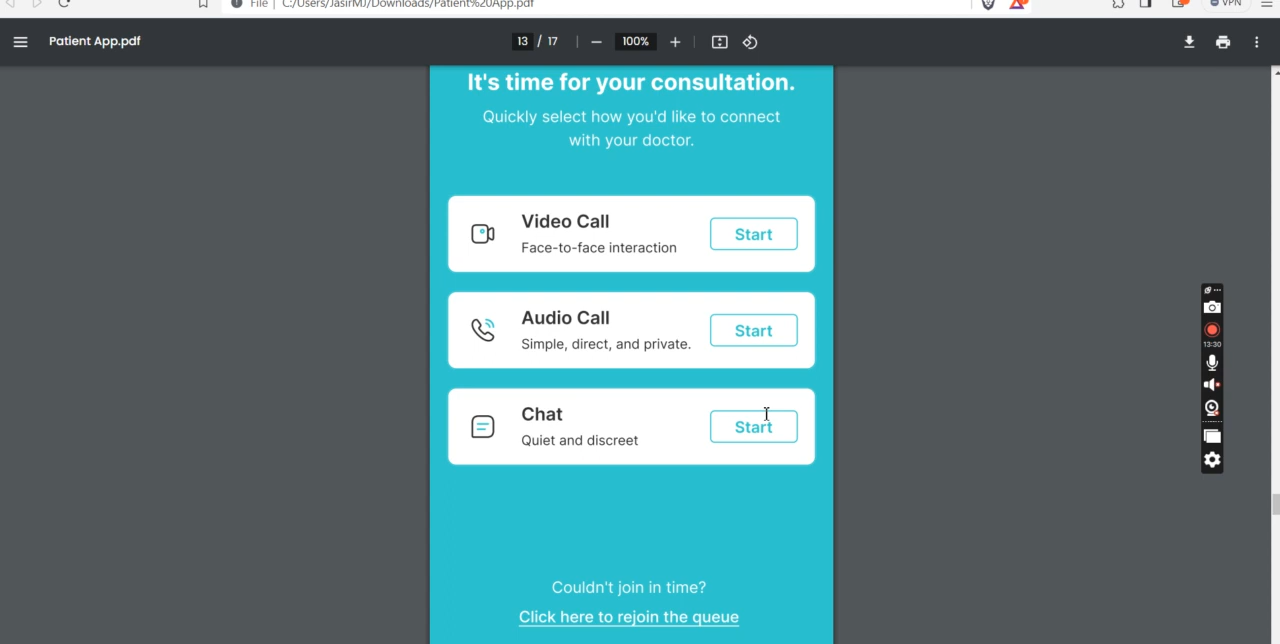 File
C:/Users/JasirMJ/Downloads/Patient%20App.pdf
VPN
Patient App.pdf
13 / 17
100%
It's time for your consultation.
Quickly select how you'd like to connect
with your doctor.
Video Call
Face-to-face interaction
Start
Audio Call
Simple, direct, and private.
Start
Chat
Quiet and discreet
Start
Couldn't join in time?
Click here to rejoin the queue
13:30